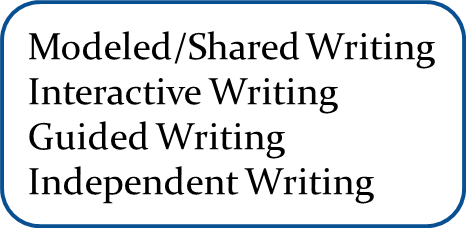 Modeled/Shared Writing
Interactive Writing
Guided Writing
Independent Writing